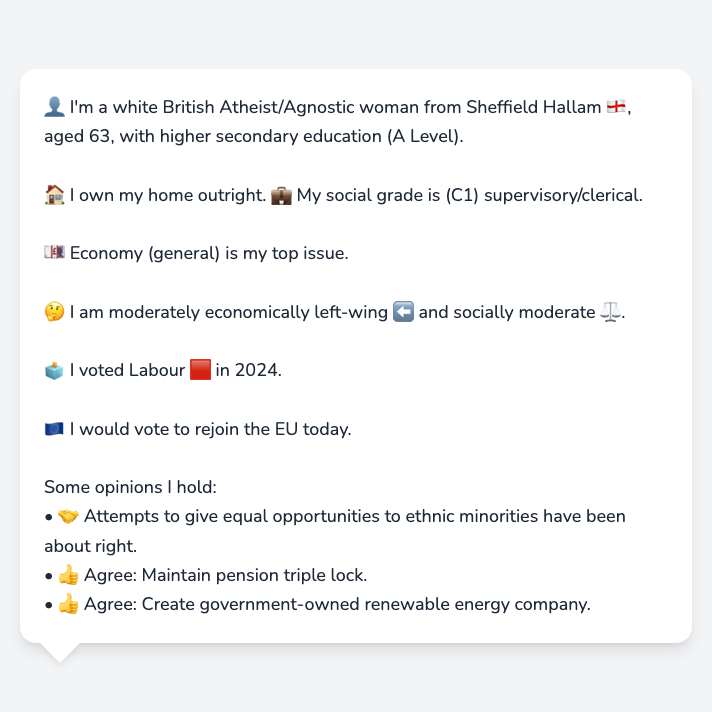 👤 I'm a white British Atheist/Agnostic woman from Sheffield Hallam 🏴󠁧󠁢󠁥󠁮󠁧󠁿,
aged 63, with higher secondary education (A Level).
🏠 I own my home outright. 💼 My social grade is (C1) supervisory/clerical.
💷 Economy (general) is my top issue.
🤔 I am moderately economically left-wing ⬅️ and socially moderate ⚖️.
🗳️ I voted Labour 🟥 in 2024.
🇪🇺 I would vote to rejoin the EU today.
Some opinions I hold:
• 🤝 Attempts to give equal opportunities to ethnic minorities have been
about right.
• 👍 Agree: Maintain pension triple lock.
• 👍 Agree: Create government-owned renewable energy company.